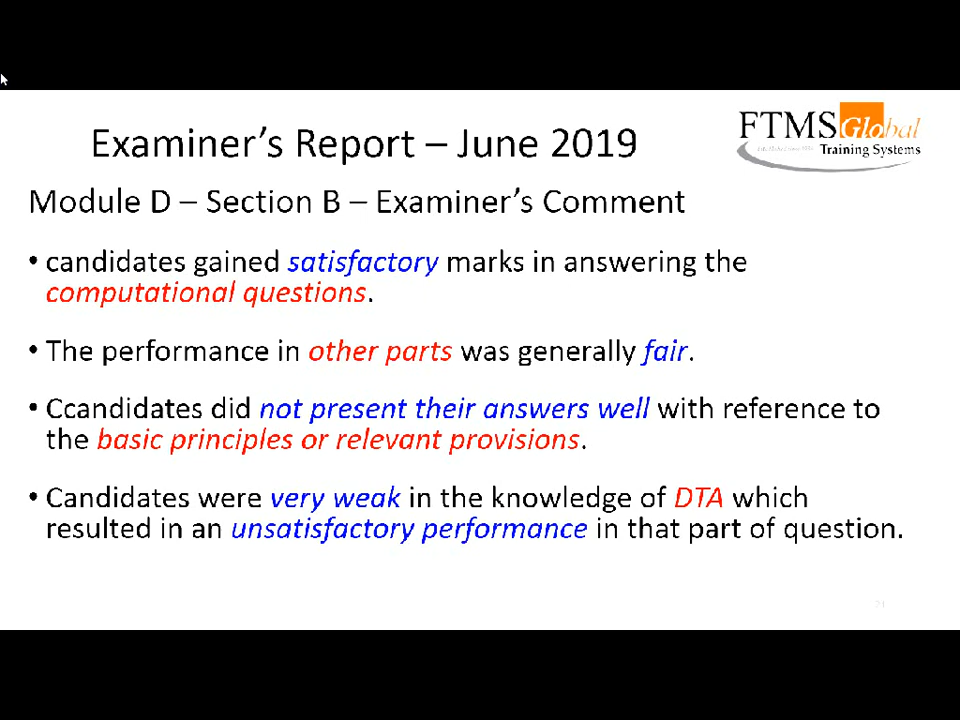 Examiner's Report – June 2019
FTMSGlobal
Training Systems
Module D – Section B – Examiner's Comment
• candidates gained satisfactory marks in answering the
computational questions.
• The performance in other parts was generally fair.
• Ccandidates did not present their answers well with reference to
the basic principles or relevant provisions.
• Candidates were very weak in the knowledge of DTA which
resulted in an unsatisfactory performance in that part of question.